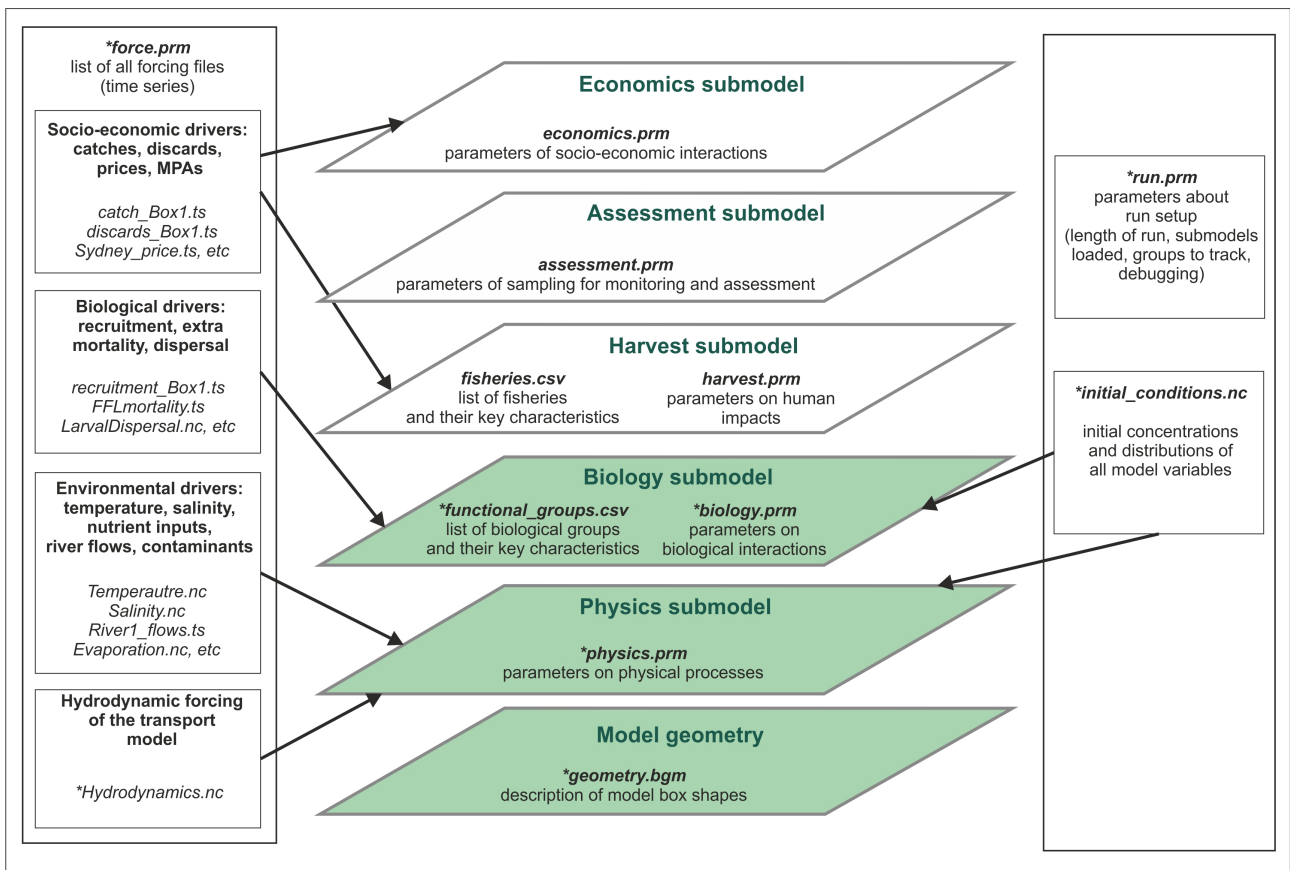 *force.prm
list of all forcing files
(time series)
Socio-economic drivers:
catches, discards,
prices, MPAs
catch_Box1.ts
discards_Box1.ts
Sydney_price.ts, etc
Biological drivers:
recruitment, extra
mortality, dispersal
recruitment_Box1.ts
FFLmortality.ts
LarvalDispersal.nc, etc
Environmental drivers:
temperature, salinity,
nutrient inputs,
river flows, contaminants
Temperautre.nc
Salinity.nc
River1_flows.ts
Evaporation.nc, etc
Hydrodynamic forcing
of the transport
model
*Hydrodynamics.nc
Economics submodel
economics.prm
parameters of socio-economic interactions
Assessment submodel
assessment.prm
parameters of sampling for monitoring and assessment
Harvest submodel
fisheries.csv
list of fisheries
and their key characteristics
harvest.prm
parameters on human
impacts
Biology submodel
*functional_groups.csv
list of biological groups
and their key characteristics
*biology.prm
parameters on
biological interactions
Physics submodel
*physics.prm
parameters on physical processes
Model geometry
*geometry.bgm
description of model box shapes
*run.prm
parameters about
run setup
(length of run, submodels
loaded, groups to track,
debugging)
*initial_conditions.nc
initial concentrations
and distributions of
all model variables